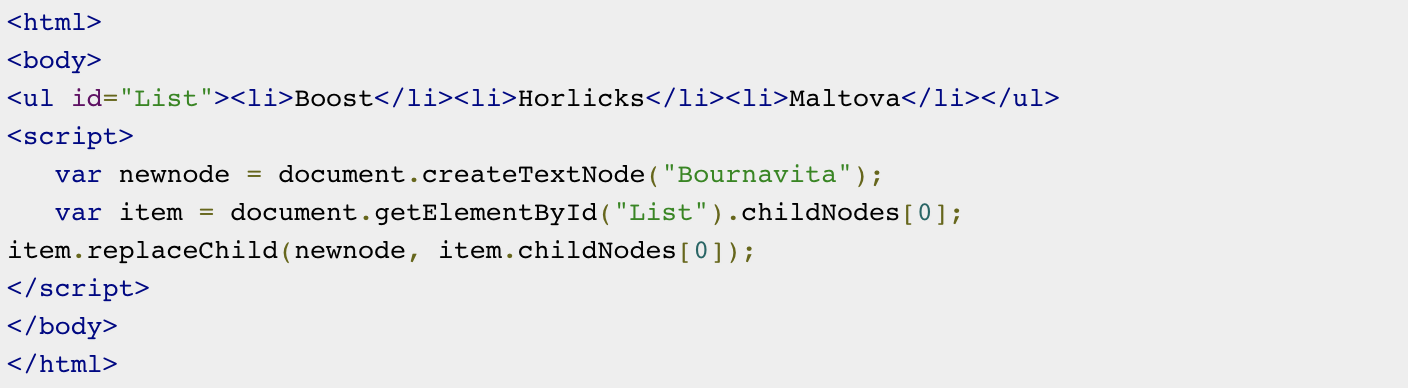 <html>
<body>
<ul id="List"><li>Boost</li><li>Horlicks</li><li>Maltova</li></ul>
<script>
   var newnode = document.createTextNode("Bournavita");
   var item = document.getElementById("List").childNodes[0];
item.replaceChild(newnode, item.childNodes[0]);
</script>
</body>
</html>